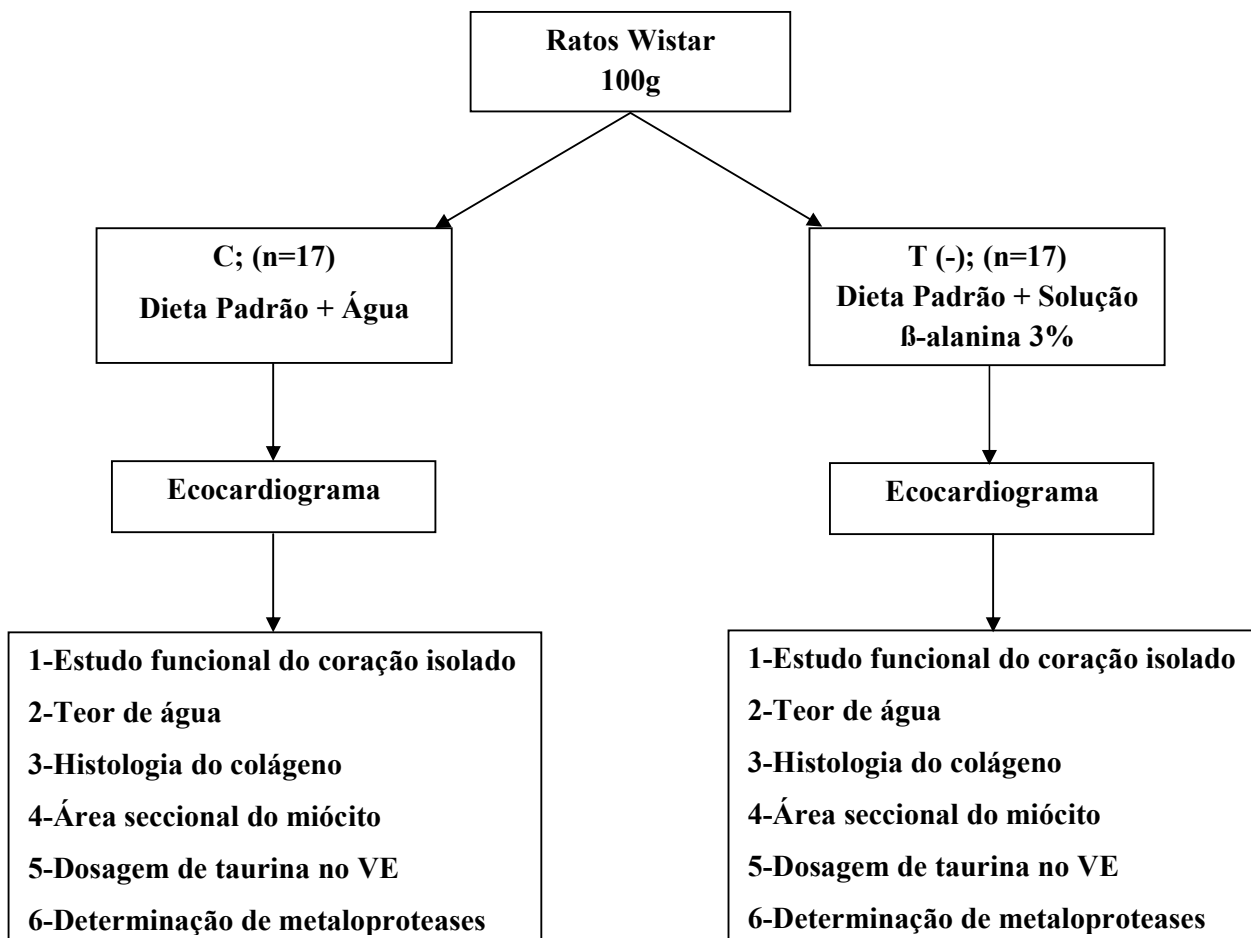 Ratos Wistar
100g
C; (n=17)
Dieta Padrão + Água
T (-); (n=17)
Dieta Padrão + Solução
ß-alanina 3%
Ecocardiograma
Ecocardiograma
1-Estudo funcional do coração isolado
2-Teor de água
3-Histologia do colágeno
4-Área seccional do miócito
5-Dosagem de taurina no VE
6-Determinação de metaloproteases
1-Estudo funcional do coração isolado
2-Teor de água
3-Histologia do colágeno
4-Área seccional do miócito
5-Dosagem de taurina no VE
6-Determinação de metaloproteases